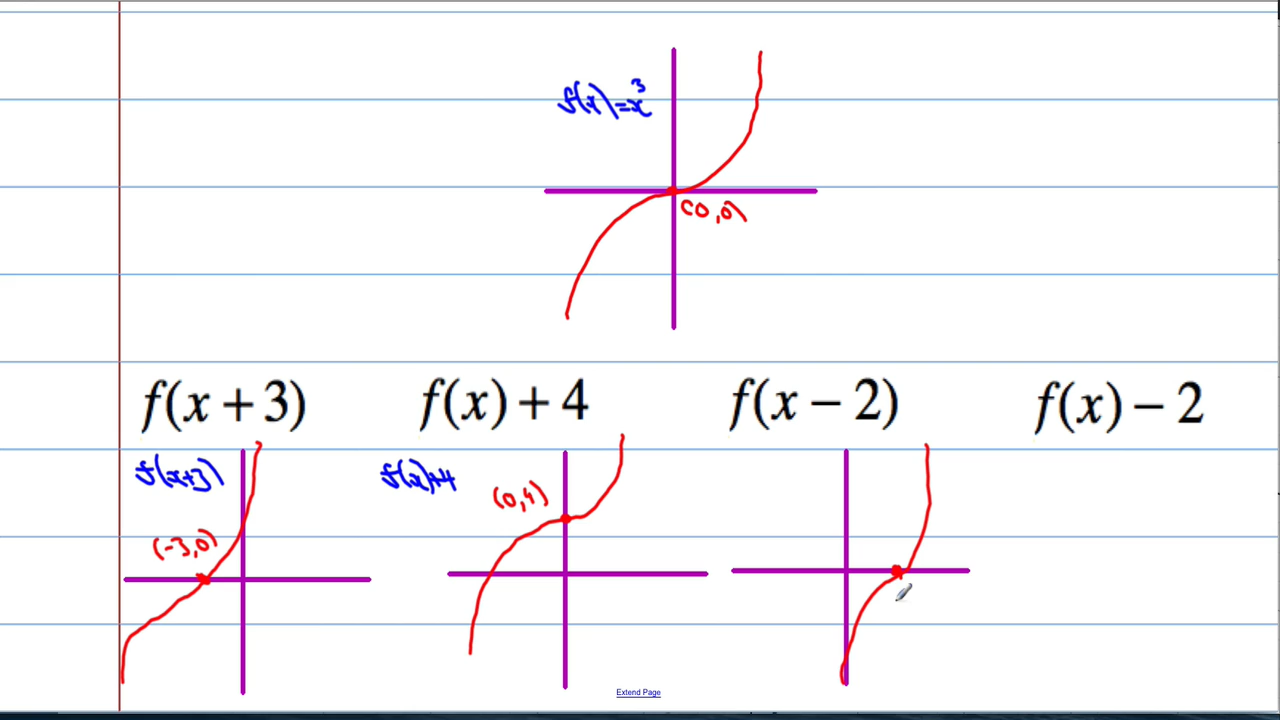 f(x)=x³
(0,0)
f(x + 3)
f(x) + 4
f(x − 2)
f(x) − 2
f(x+3)
f(x)+4
(0,4)
(-3,0)
Extend Page